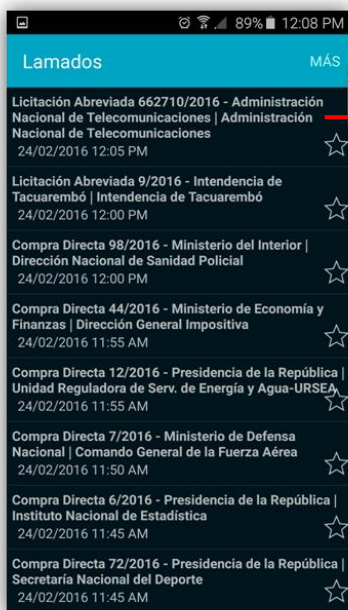 89% 12:08 PM
Lamados
MÁS
Licitación Abreviada 662710/2016 - Administración
Nacional de Telecomunicaciones | Administración
Nacional de Telecomunicaciones
24/02/2016 12:05 PM
Licitación Abreviada 9/2016 - Intendencia de
Tacuarembó | Intendencia de Tacuarembó
24/02/2016 12:00 PM
Compra Directa 98/2016 - Ministerio del Interior |
Dirección Nacional de Sanidad Policial
24/02/2016 12:00 PM
Compra Directa 44/2016 - Ministerio de Economía y
Finanzas | Dirección General Impositiva
24/02/2016 11:55 AM
Compra Directa 12/2016 - Presidencia de la República |
Unidad Reguladora de Serv. de Energía y Agua-URSEA
24/02/2016 11:55 AM
Compra Directa 7/2016 - Ministerio de Defensa
Nacional | Comando General de la Fuerza Aérea
24/02/2016 11:50 AM
Compra Directa 6/2016 - Presidencia de la República |
Instituto Nacional de Estadística
24/02/2016 11:45 AM
Compra Directa 72/2016 - Presidencia de la República |
Secretaría Nacional del Deporte
24/02/2016 11:45 AM